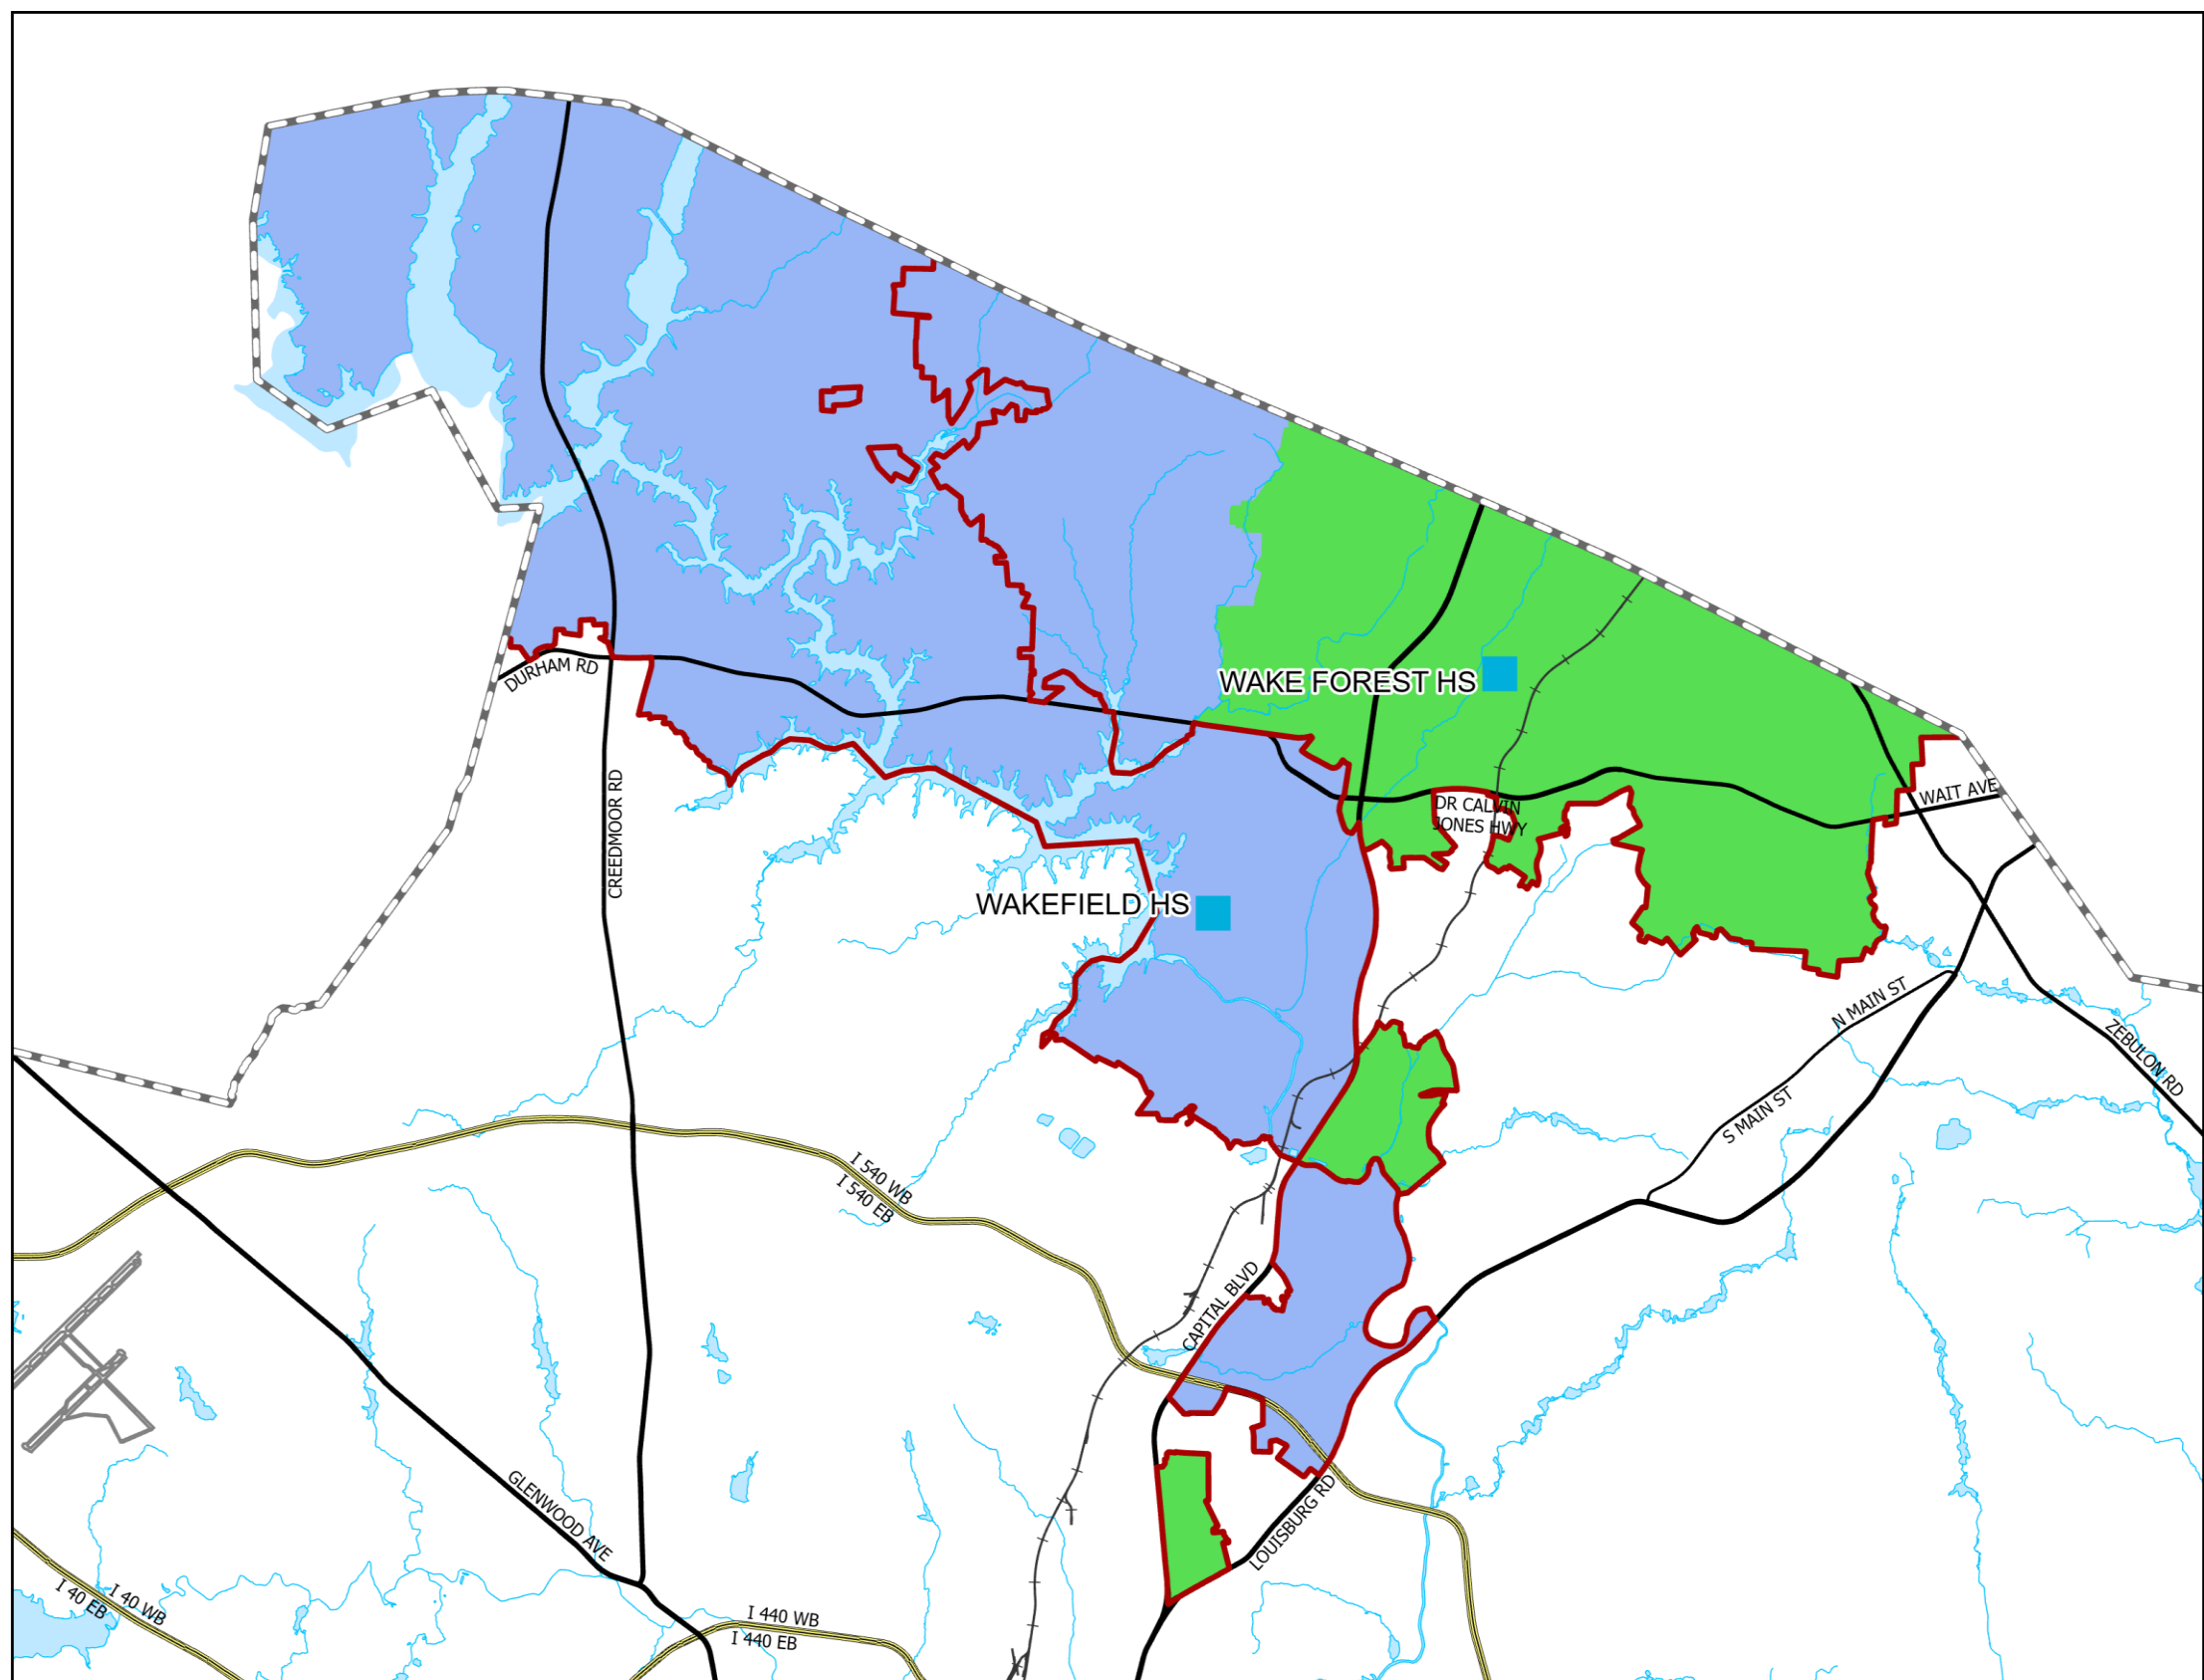 WAKE FOREST HS
DURHAM RD
WAIT AVE
DR CALVIN
JONES HWY
CREEDMOOR RD
WAKEFIELD HS
N MAIN ST
ZEBULON RD
S MAIN ST
I 540 WB
I 540 EB
CAPITAL BLVD
GLENWOOD AVE
LOUISBURG RD
I 40 WB
I 40 EB
I 440 WB
I 440 EB